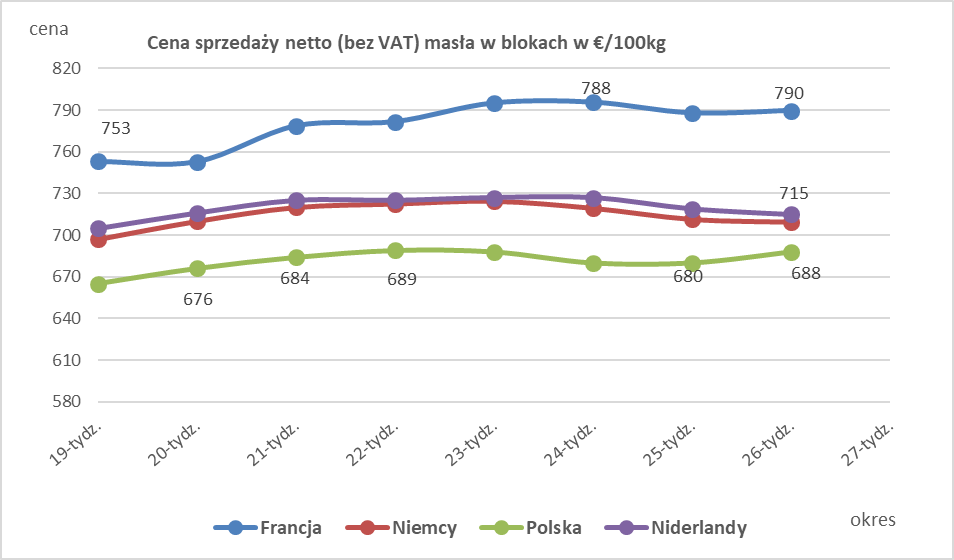 cena
Cena sprzedaży netto (bez VAT) masła w blokach w €/100kg
820
790
760
730
700
670
640
610
580
753
788
790
715
676
684
689
680
688
19-tydz.
20-tydz.
21-tydz.
22-tydz.
23-tydz.
24-tydz.
25-tydz.
26-tydz.
27-tydz.
Francja Niemcy Polska Niderlandy
okres